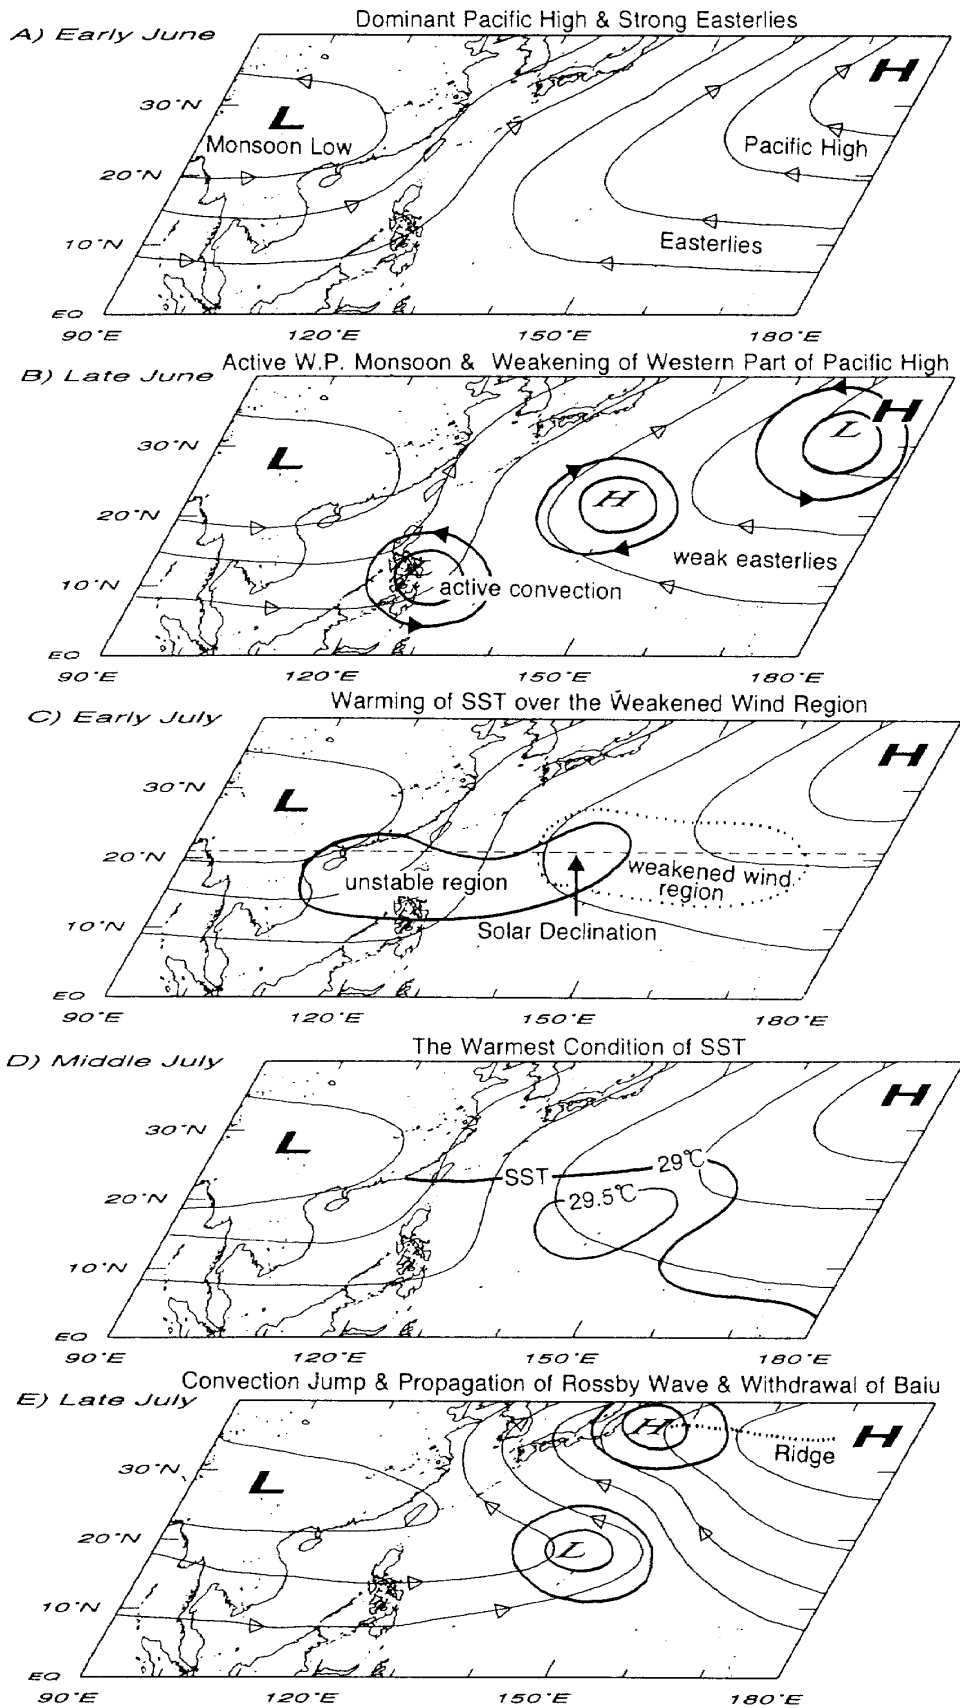 Dominant Pacific High & Strong Easterlies
A) Early June
H
30°N
L
Monsoon Low
Pacific High
20°N
10°N
Easterlies
EQ
90°E 120°E 150°E 180°E
Active W.P. Monsoon & Weakening of Western Part of Pacific High
B) Late June
H
L
30°N
L
H
20°N
weak easterlies
10°N
active convection
EQ
90°E 120°E 150°E 180°E
Warming of SST over the Weakened Wind Region
C) Early July
H
30°N
L
20°N
unstable region
weakened wind
region
10°N
Solar Declination
EQ
90°E 120°E 150°E 180°E
The Warmest Condition of SST
D) Middle July
H
30°N
L
SST
29℃
20°N
29.5℃
10°N
EQ
90°E 120°E 150°E 180°E
Convection Jump & Propagation of Rossby Wave & Withdrawal of Baiu
E) Late July
H
H
Ridge
30°N
L
20°N
L
10°N
EQ
90°E 120°E 150°E 180°E